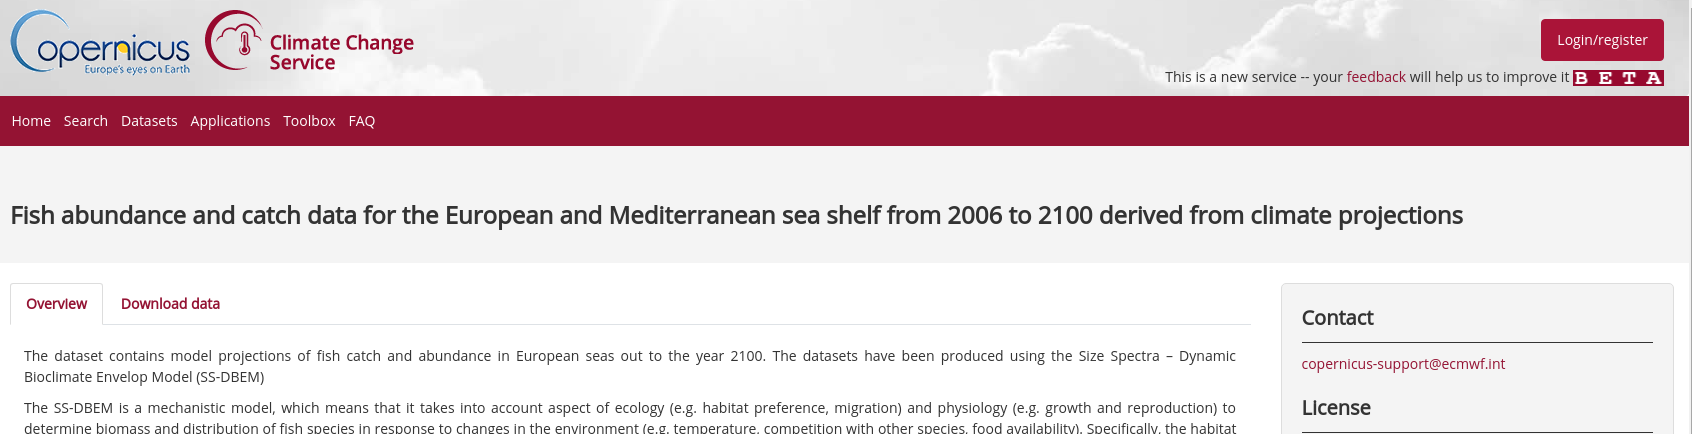 opernicus
Europe's eyes on Earth
Climate Change
Service
Login/register
This is a new service -- your feedback will help us to improve it BETA
Home Search Datasets Applications Toolbox FAQ
Fish abundance and catch data for the European and Mediterranean sea shelf from 2006 to 2100 derived from climate projections
Overview Download data
The dataset contains model projections of fish catch and abundance in European seas out to the year 2100. The datasets have been produced using the Size Spectra – Dynamic
Bioclimate Envelop Model (SS-DBEM)
The SS-DBEM is a mechanistic model, which means that it takes into account aspect of ecology (e.g. habitat preference, migration) and physiology (e.g. growth and reproduction) to
determine biomass and distribution of fish species in response to changes in the environment (e.g. temperature, competition with other species, food availability). Specifically, the habitat
Contact
copernicus-support@ecmwf.int
License